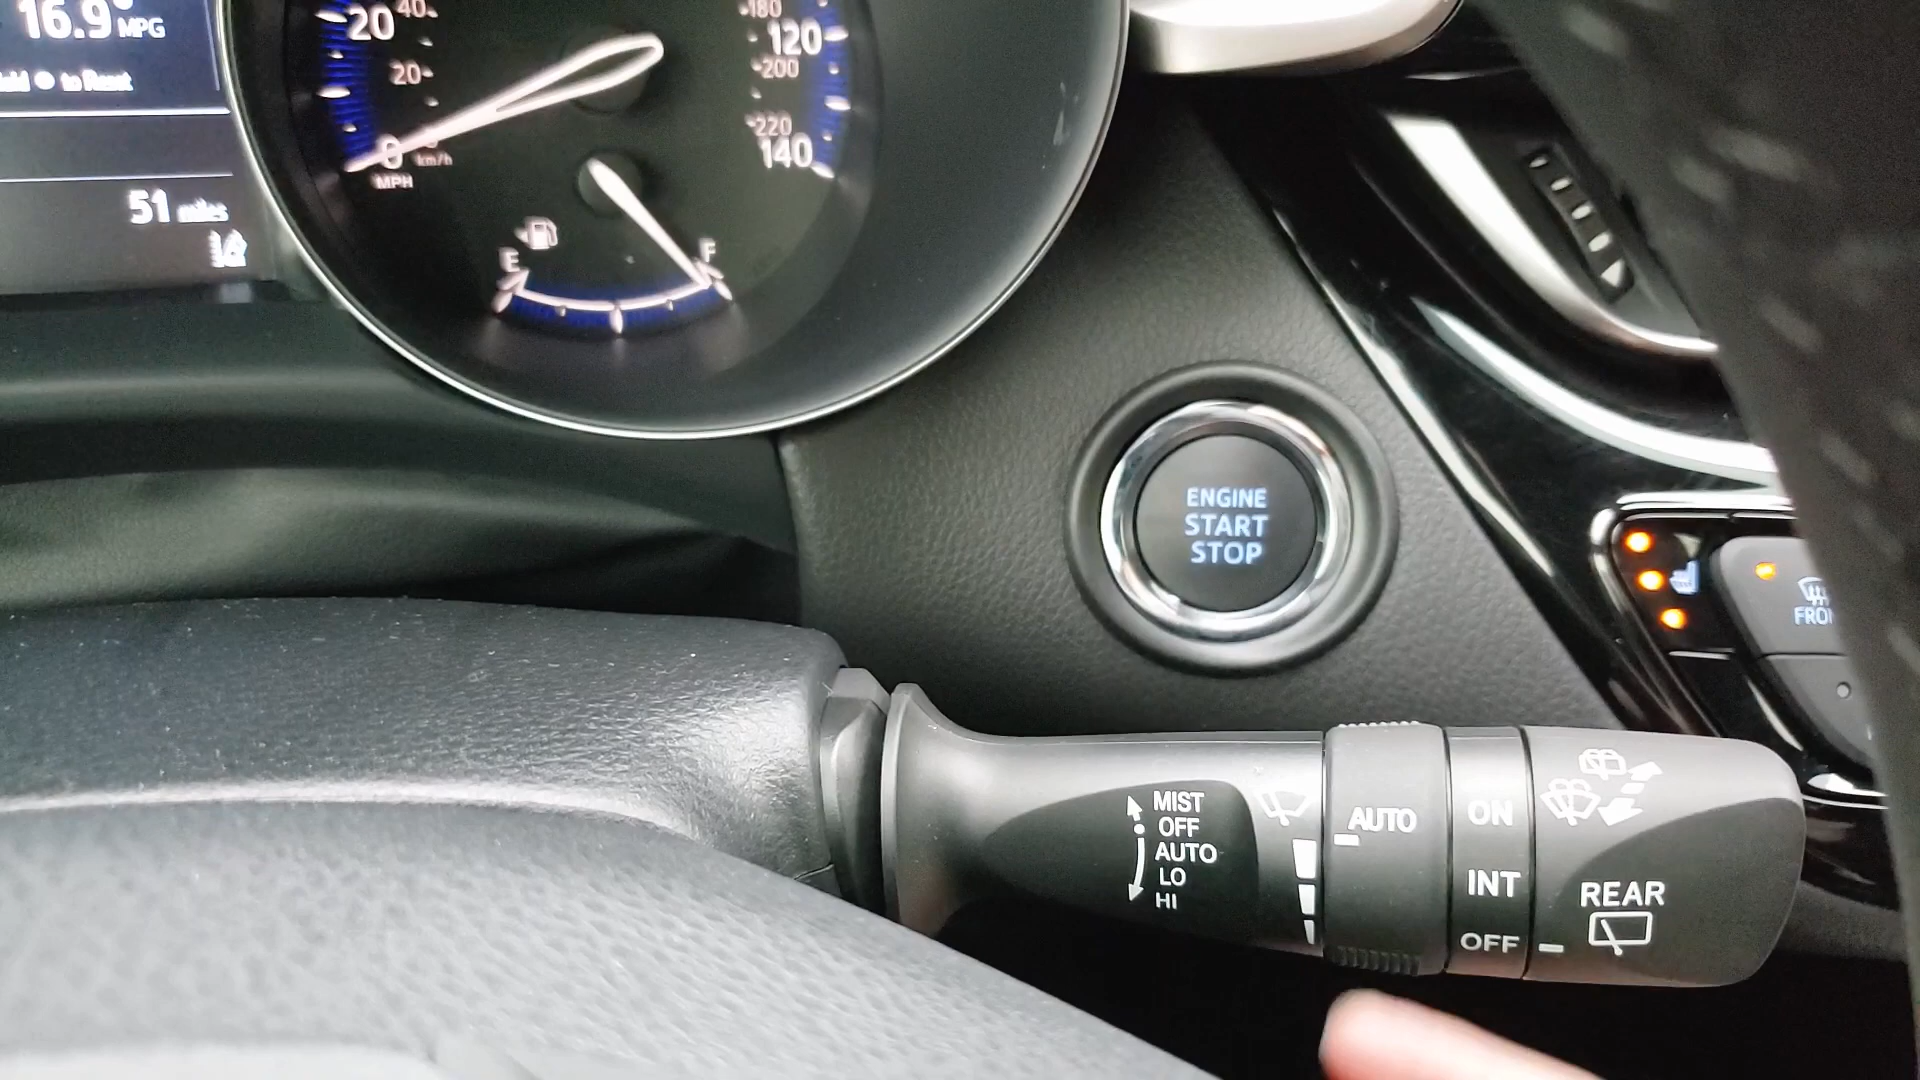 16.9 MPG
to Reset
51 miles
20
40
20
0
km/h
MPH
180
120
200
220
140
E
F
ENGINE
START
STOP
MIST
OFF
AUTO
LO
HI
AUTO
ON
INT
OFF
REAR